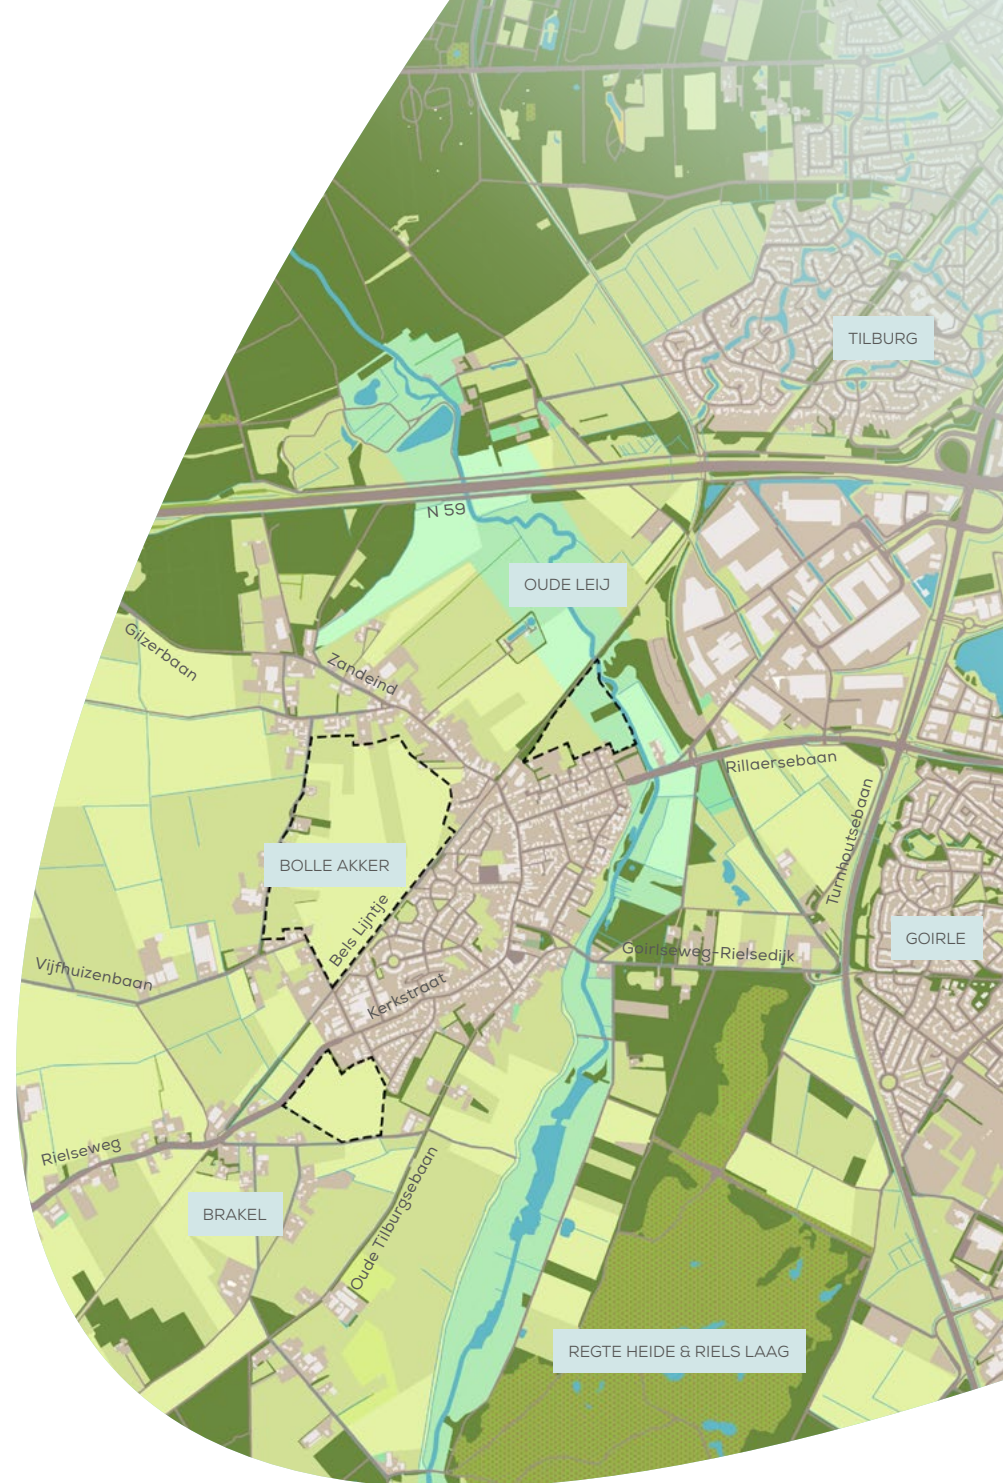 TILBURG
N 59
OUDE LEIJ
Gilzerbaan
Zandeind
Rillaersebaan
Turnhoutsebaan
BOLLE AKKER
Bels Lijntje
GOIRLE
Goirlseweg-Rielsedijk
Vijfhuizenbaan
Kerkstraat
Rielseweg
BRAKEL
Oude Tilburgsebaan
REGTE HEIDE & RIELS LAAG